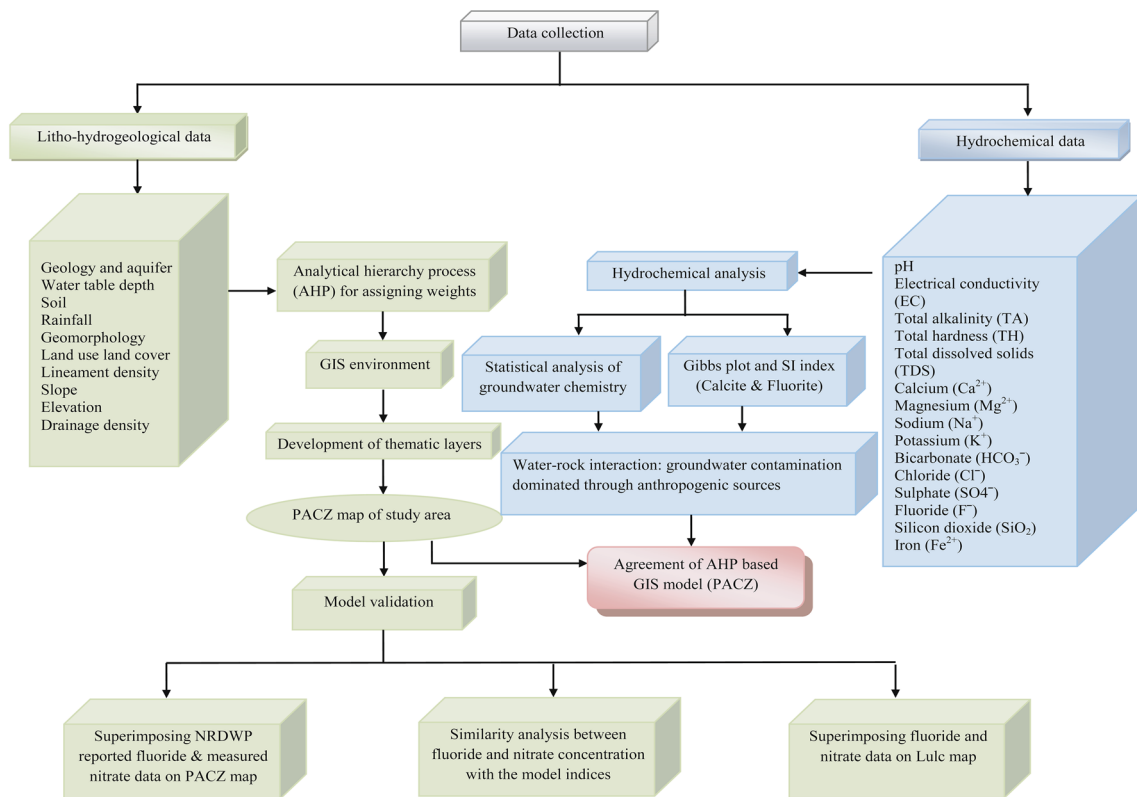 Data collection
Litho-hydrogeological data
Hydrochemical data
Geology and aquifer
Water table depth
Soil
Rainfall
Geomorphology
Land use land cover
Lineament density
Slope
Elevation
Drainage density
Analytical hierarchy process
(AHP) for assigning weights
GIS environment
Development of thematic layers
PACZ map of study area
Model validation
Hydrochemical analysis
Statistical analysis of
groundwater chemistry
Gibbs plot and SI index
(Calcite & Fluorite)
Water-rock interaction: groundwater contamination
dominated through anthropogenic sources
Agreement of AHP based
GIS model (PACZ)
pH
Electrical conductivity
(EC)
Total alkalinity (TA)
Total hardness (TH)
Total dissolved solids
(TDS)
Calcium (Ca²⁺)
Magnesium (Mg²⁺)
Sodium (Na⁺)
Potassium (K⁺)
Bicarbonate (HCO₃⁻)
Chloride (Cl⁻)
Sulphate (SO4⁻)
Fluoride (F⁻)
Silicon dioxide (SiO₂)
Iron (Fe²⁺)
Superimposing NRDWP
reported fluoride & measured
nitrate data on PACZ map
Similarity analysis between
fluoride and nitrate concentration
with the model indices
Superimposing fluoride and
nitrate data on Lulc map